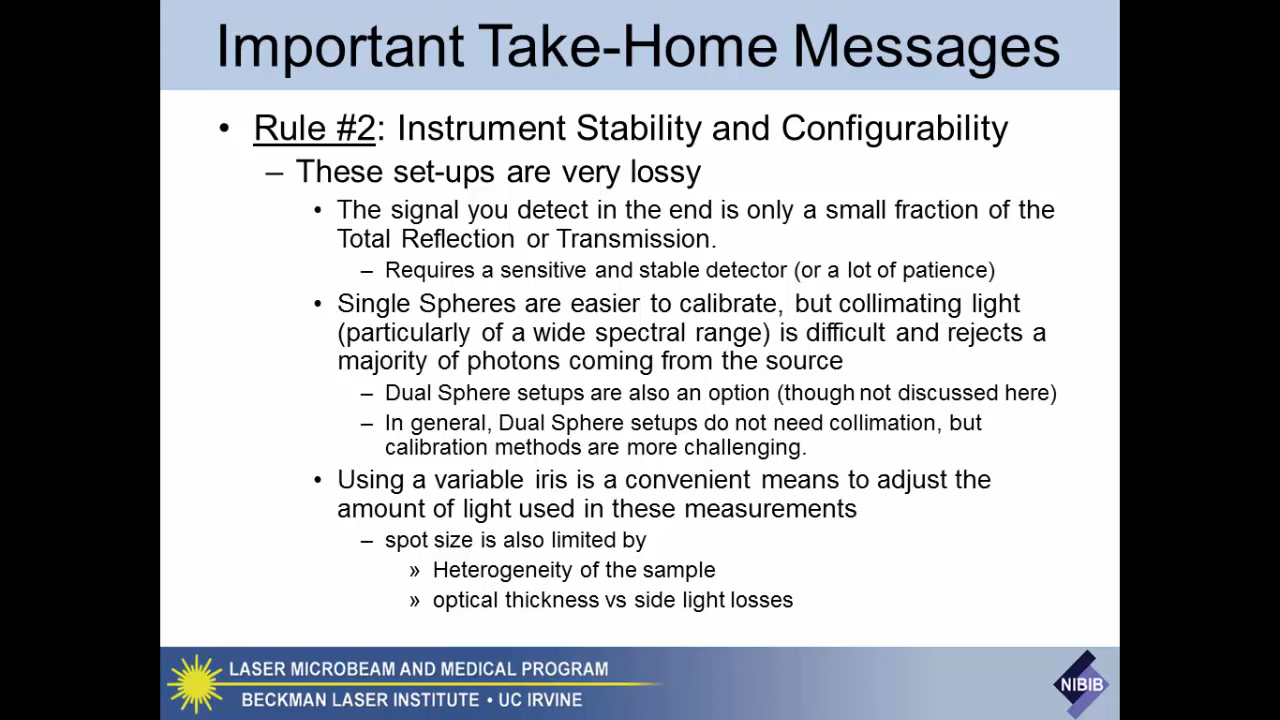 Important Take-Home Messages
• Rule #2: Instrument Stability and Configurability
– These set-ups are very lossy
• The signal you detect in the end is only a small fraction of the
Total Reflection or Transmission.
– Requires a sensitive and stable detector (or a lot of patience)
• Single Spheres are easier to calibrate, but collimating light
(particularly of a wide spectral range) is difficult and rejects a
majority of photons coming from the source
– Dual Sphere setups are also an option (though not discussed here)
– In general, Dual Sphere setups do not need collimation, but
calibration methods are more challenging.
• Using a variable iris is a convenient means to adjust the
amount of light used in these measurements
– spot size is also limited by
» Heterogeneity of the sample
» optical thickness vs side light losses
LASER MICROBEAM AND MEDICAL PROGRAM
BECKMAN LASER INSTITUTE • UC IRVINE
NIBIB